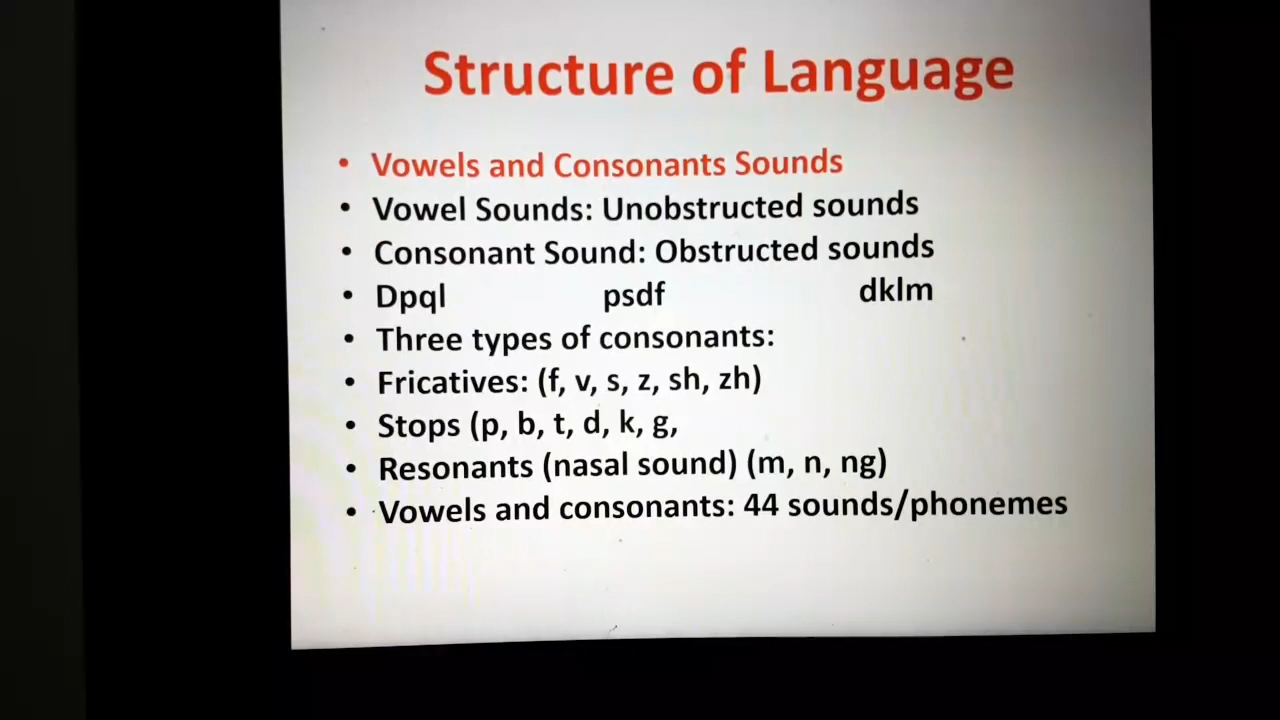 Structure of Language
• Vowels and Consonants Sounds
• Vowel Sounds: Unobstructed sounds
• Consonant Sound: Obstructed sounds
• Dpql psdf dklm
• Three types of consonants:
• Fricatives: (f, v, s, z, sh, zh)
• Stops (p, b, t, d, k, g,
• Resonants (nasal sound) (m, n, ng)
• Vowels and consonants: 44 sounds/phonemes